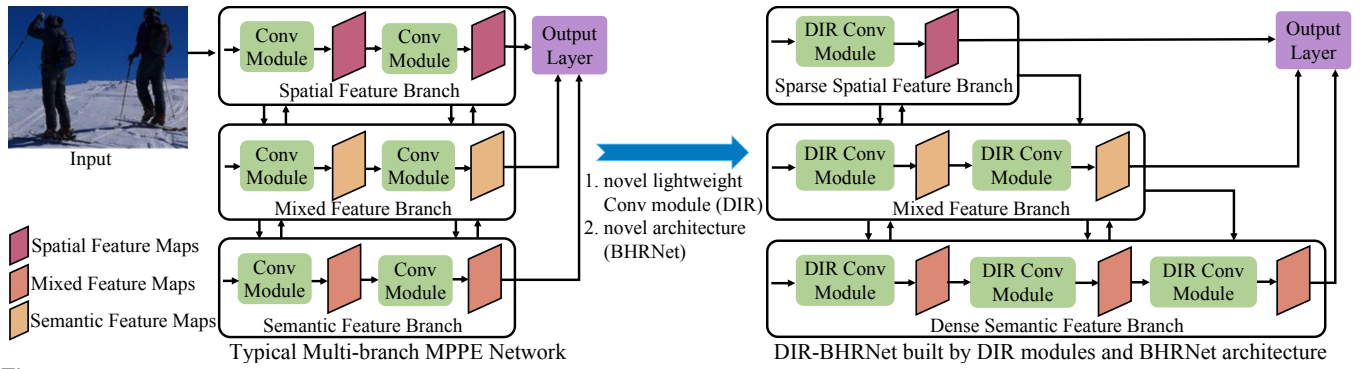 Input
Spatial Feature Maps
Mixed Feature Maps
Semantic Feature Maps
Conv
Module
Conv
Module
Spatial Feature Branch
Conv
Module
Conv
Module
Mixed Feature Branch
Conv
Module
Conv
Module
Semantic Feature Branch
Output
Layer
Typical Multi-branch MPPE Network
1. novel lightweight
Conv module (DIR)
2. novel architecture
(BHRNet)
DIR Conv
Module
Sparse Spatial Feature Branch
DIR Conv
Module
DIR Conv
Module
Mixed Feature Branch
DIR Conv
Module
DIR Conv
Module
DIR Conv
Module
Dense Semantic Feature Branch
Output
Layer
DIR-BHRNet built by DIR modules and BHRNet architecture